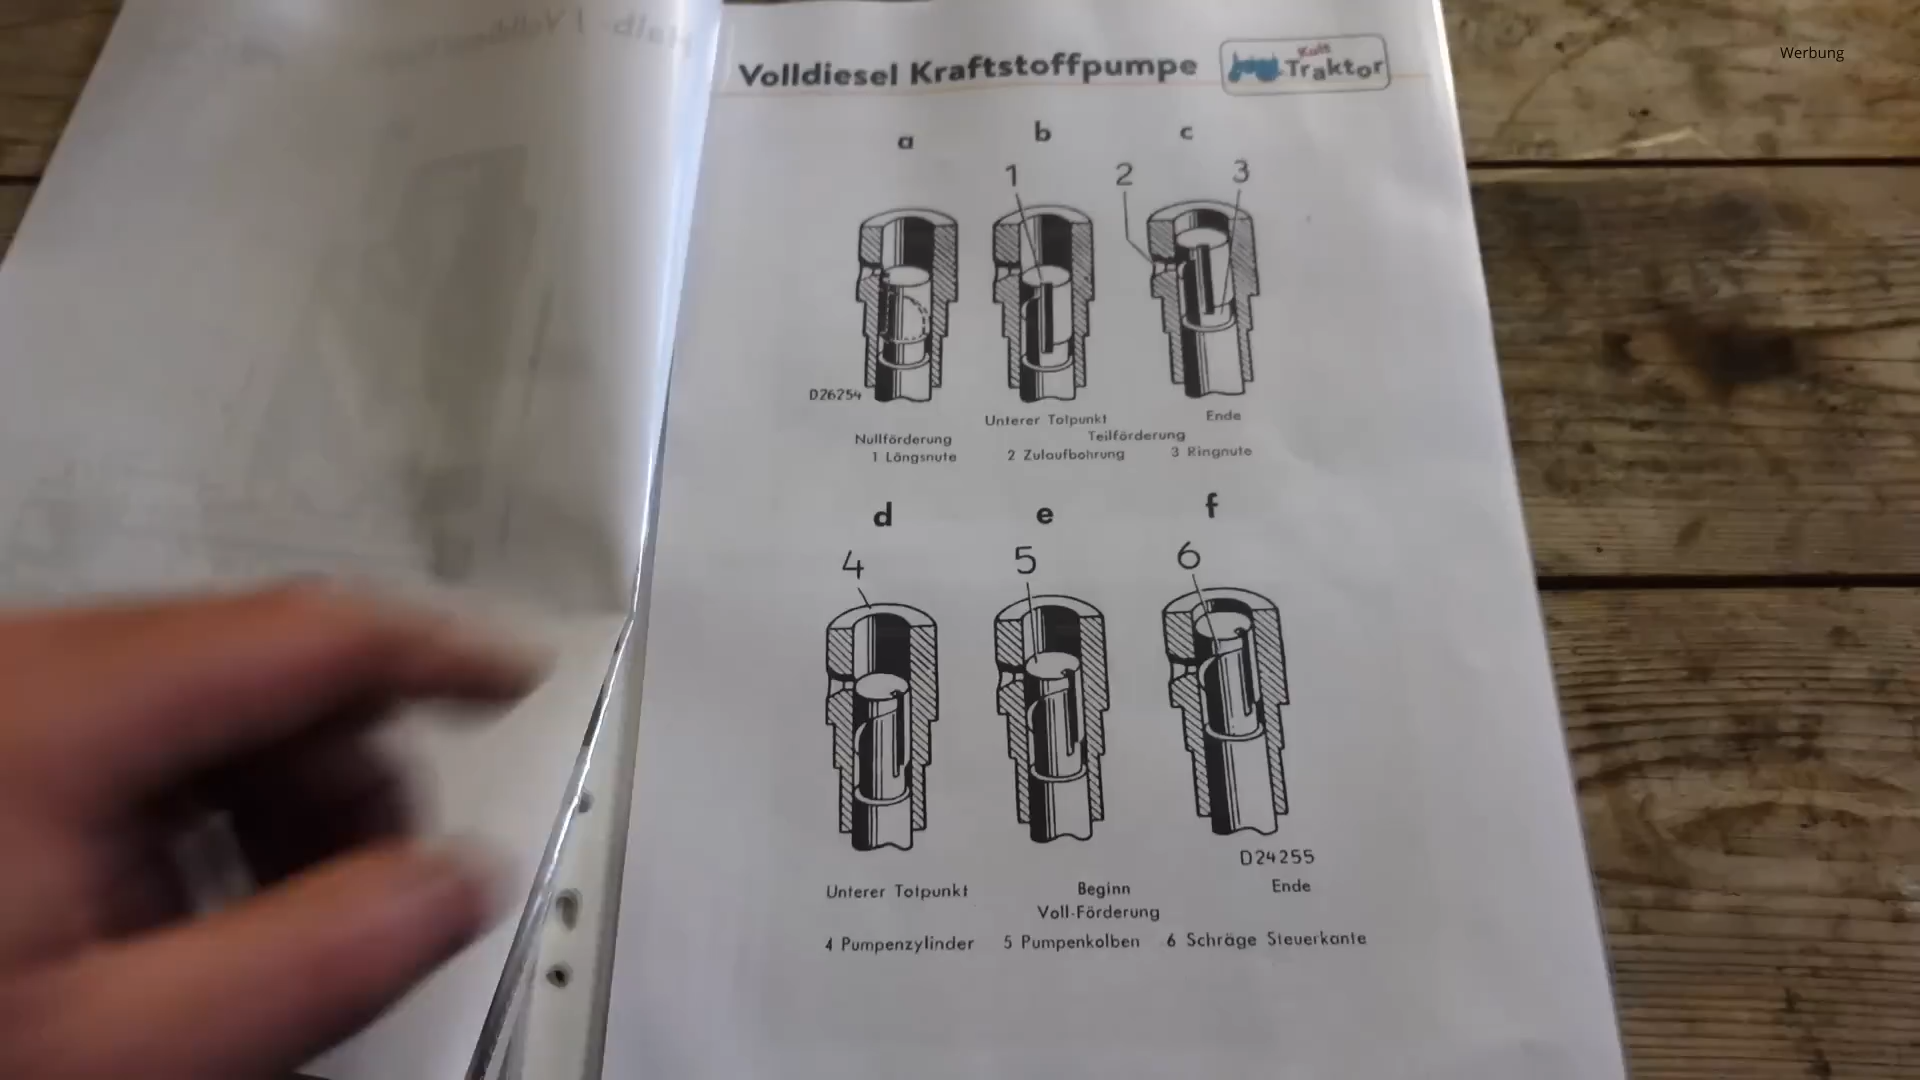 Werbung
Volldiesel Kraftstoffpumpe
Kult
Traktor
a b c
1 2 3
D26254
Unterer Totpunkt Ende
Nullförderung Teilförderung
1 Längsnute 2 Zulaufbohrung 3 Ringnute
d e f
4 5 6
D24255
Unterer Totpunkt Beginn Ende
Voll-Förderung
4 Pumpenzylinder 5 Pumpenkolben 6 Schräge Steuerkante